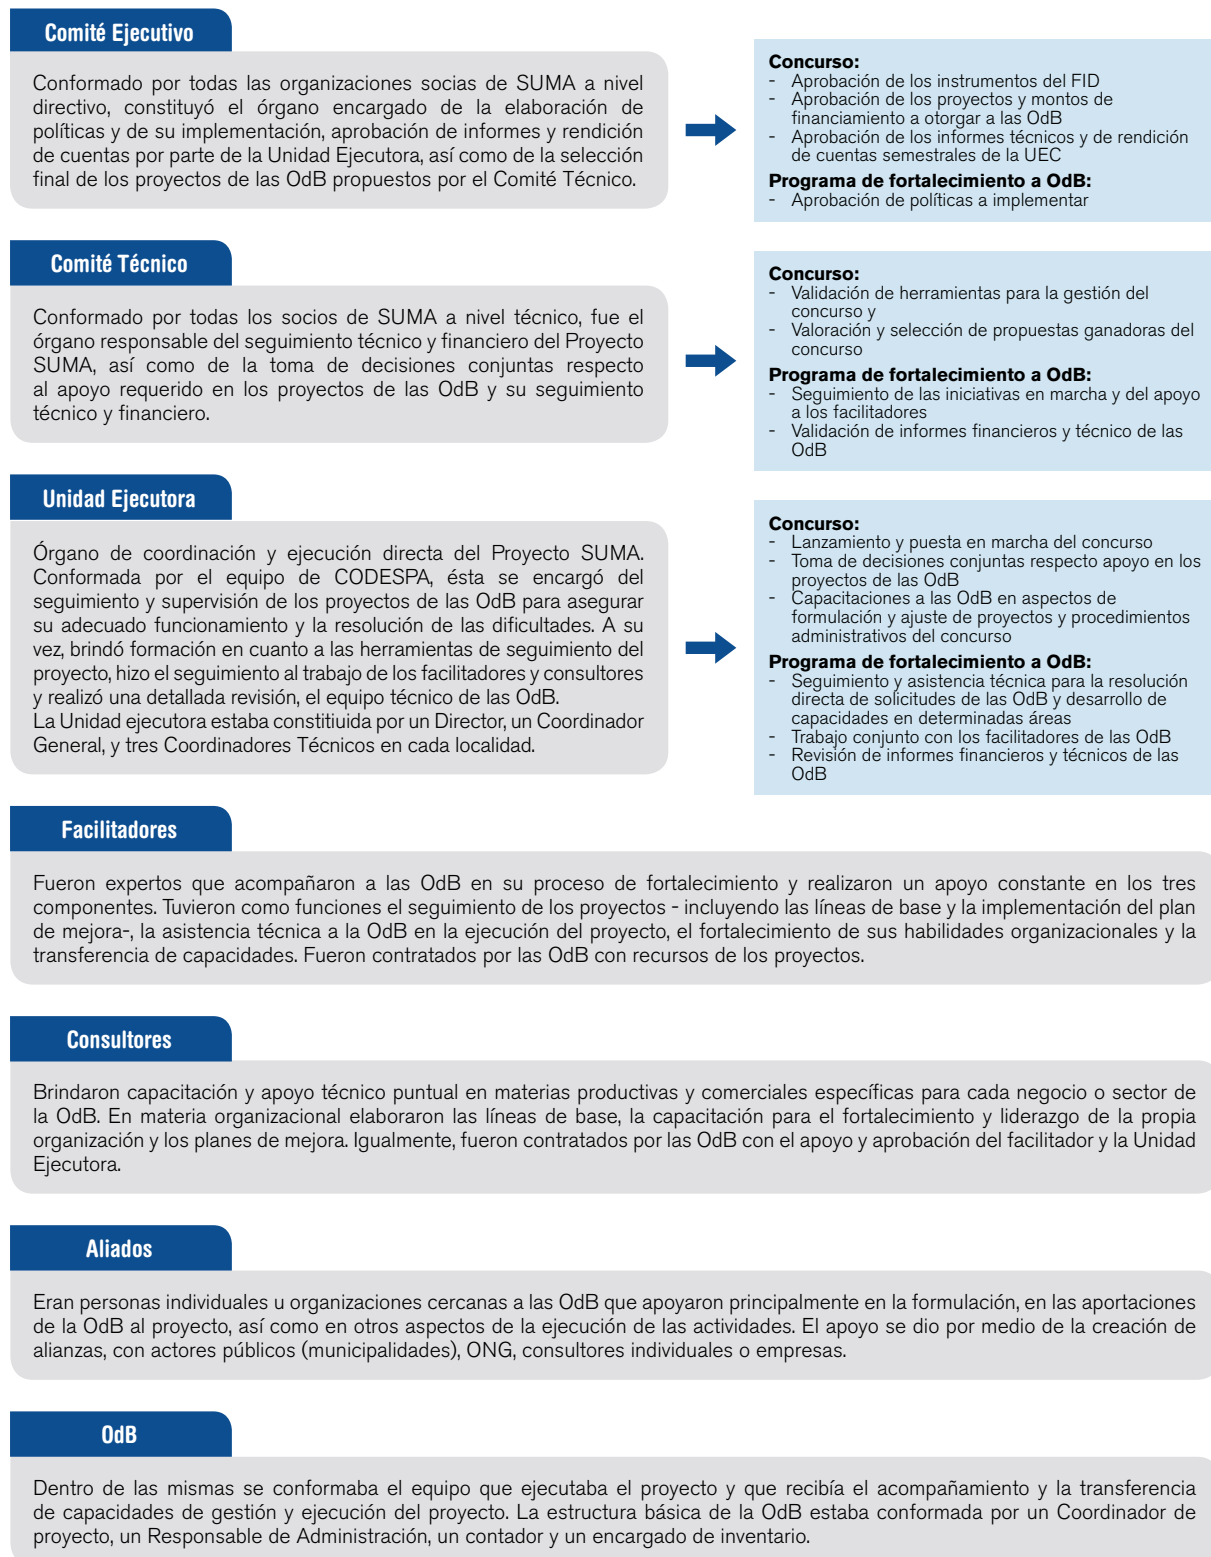 Comité Ejecutivo
Conformado por todas las organizaciones socias de SUMA a nivel
directivo, constituyó el órgano encargado de la elaboración de
políticas y de su implementación, aprobación de informes y rendición
de cuentas por parte de la Unidad Ejecutora, así como de la selección
final de los proyectos de las OdB propuestos por el Comité Técnico.
Concurso:
- Aprobación de los instrumentos del FID
- Aprobación de los proyectos y montos de
financiamiento a otorgar a las OdB
- Aprobación de los informes técnicos y de rendición
de cuentas semestrales de la UEC
Programa de fortalecimiento a OdB:
- Aprobación de políticas a implementar
Comité Técnico
Conformado por todas los socios de SUMA a nivel técnico, fue el
órgano responsable del seguimiento técnico y financiero del Proyecto
SUMA, así como de la toma de decisiones conjuntas respecto
al apoyo requerido en los proyectos de las OdB y su seguimiento
técnico y financiero.
Concurso:
- Validación de herramientas para la gestión del
concurso y
- Valoración y selección de propuestas ganadoras del
concurso
Programa de fortalecimiento a OdB:
- Seguimiento de las iniciativas en marcha y del apoyo
a los facilitadores
- Validación de informes financieros y técnico de las
OdB
Unidad Ejecutora
Órgano de coordinación y ejecución directa del Proyecto SUMA.
Conformada por el equipo de CODESPA, ésta se encargó del
seguimiento y supervisión de los proyectos de las OdB para asegurar
su adecuado funcionamiento y la resolución de las dificultades. A su
vez, brindó formación en cuanto a las herramientas de seguimiento del
proyecto, hizo el seguimiento al trabajo de los facilitadores y consultores
y realizó una detallada revisión, el equipo técnico de las OdB.
La Unidad ejecutora estaba constitiuida por un Director, un Coordinador
General, y tres Coordinadores Técnicos en cada localidad.
Concurso:
- Lanzamiento y puesta en marcha del concurso
- Toma de decisiones conjuntas respecto apoyo en los
proyectos de las OdB
- Capacitaciones a las OdB en aspectos de
formulación y ajuste de proyectos y procedimientos
administrativos del concurso
Programa de fortalecimiento a OdB:
- Seguimiento y asistencia técnica para la resolución
directa de solicitudes de las OdB y desarrollo de
capacidades en determinadas áreas
- Trabajo conjunto con los facilitadores de las OdB
- Revisión de informes financieros y técnicos de las
OdB
Facilitadores
Fueron expertos que acompañaron a las OdB en su proceso de fortalecimiento y realizaron un apoyo constante en los tres
componentes. Tuvieron como funciones el seguimiento de los proyectos - incluyendo las líneas de base y la implementación del plan
de mejora-, la asistencia técnica a la OdB en la ejecución del proyecto, el fortalecimiento de sus habilidades organizacionales y la
transferencia de capacidades. Fueron contratados por las OdB con recursos de los proyectos.
Consultores
Brindaron capacitación y apoyo técnico puntual en materias productivas y comerciales específicas para cada negocio o sector de
la OdB. En materia organizacional elaboraron las líneas de base, la capacitación para el fortalecimiento y liderazgo de la propia
organización y los planes de mejora. Igualmente, fueron contratados por las OdB con el apoyo y aprobación del facilitador y la Unidad
Ejecutora.
Aliados
Eran personas individuales u organizaciones cercanas a las OdB que apoyaron principalmente en la formulación, en las aportaciones
de la OdB al proyecto, así como en otros aspectos de la ejecución de las actividades. El apoyo se dio por medio de la creación de
alianzas, con actores públicos (municipalidades), ONG, consultores individuales o empresas.
OdB
Dentro de las mismas se conformaba el equipo que ejecutaba el proyecto y que recibía el acompañamiento y la transferencia
de capacidades de gestión y ejecución del proyecto. La estructura básica de la OdB estaba conformada por un Coordinador de
proyecto, un Responsable de Administración, un contador y un encargado de inventario.